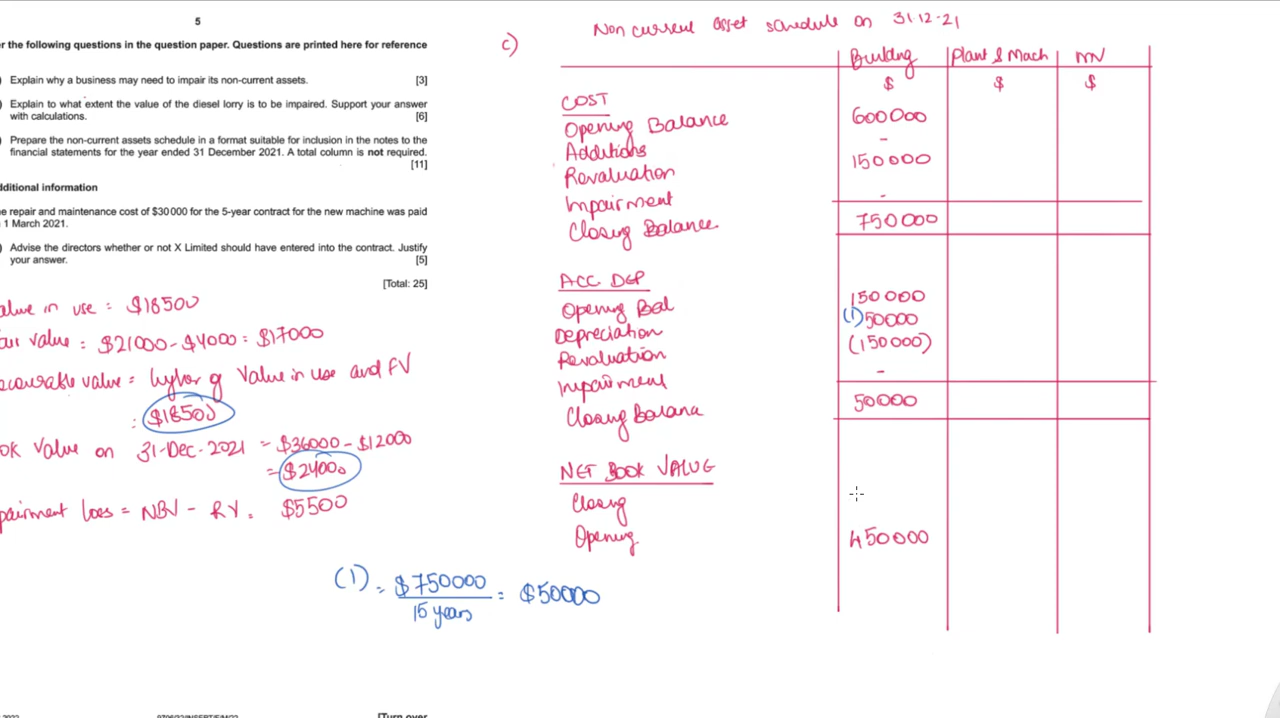 5
r the following questions in the question paper. Questions are printed here for reference
Explain why a business may need to impair its non-current assets. [3]
Explain to what extent the value of the diesel lorry is to be impaired. Support your answer
with calculations. [6]
Prepare the non-current assets schedule in a format suitable for inclusion in the notes to the
financial statements for the year ended 31 December 2021. A total column is not required.
[11]
dditional information
e repair and maintenance cost of $30 000 for the 5-year contract for the new machine was paid
1 March 2021.
Advise the directors whether or not X Limited should have entered into the contract. Justify
your answer. [5]
[Total: 25]
alue in use = $18500
air value = $21000 - $4000 = $17000
ecourable value = higher of Value in use and FV
: $18500
ok Value on 31-Dec-2021 = $36000 - $12000
= $24000
pairment loss = NBV - RV = $5500
(1) = $750000 / 15 years = $50000
c) Non current asset schedule on 31-12-21
Building Plant & Mach MV
$ $ $
COST
Opening Balance 600000
Additions -
Revaluation 150000
Impairment -
Closing Balance 750000
ACC DEP
Opening Bal 150000
Depreciation (1) 50000
Revaluation (150000)
Impairment -
Closing Balance 50000
NET BOOK VALUE
Closing
Opening 450000
[Turn over